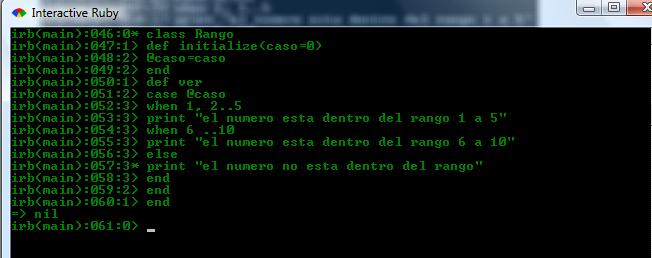 Interactive Ruby
irb(main):046:0* class Rango
irb(main):047:1> def initialize(caso=0)
irb(main):048:2> @caso=caso
irb(main):049:2> end
irb(main):050:1> def ver
irb(main):051:2> case @caso
irb(main):052:3> when 1, 2..5
irb(main):053:3> print "el numero esta dentro del rango 1 a 5"
irb(main):054:3> when 6 ..10
irb(main):055:3> print "el numero esta dentro del rango 6 a 10"
irb(main):056:3> else
irb(main):057:3* print "el numero no esta dentro del rango"
irb(main):058:3> end
irb(main):059:2> end
irb(main):060:1> end
=> nil
irb(main):061:0> _